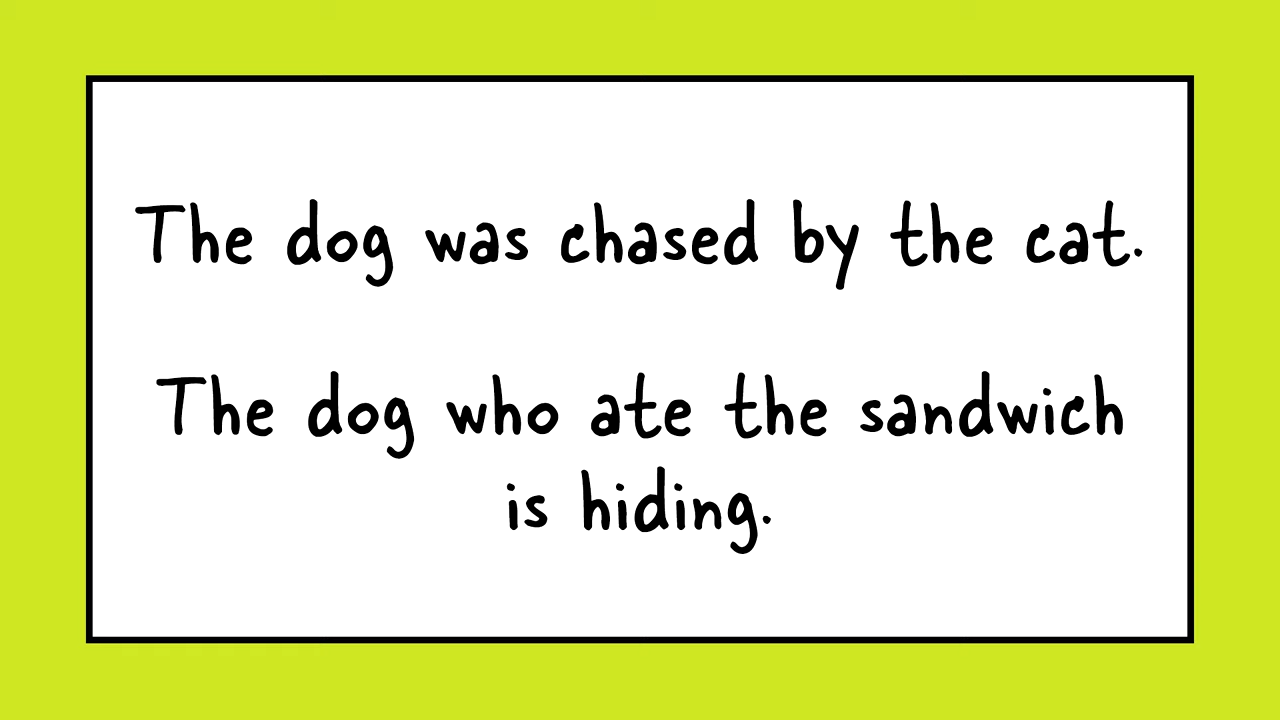 The dog was chased by the cat.
The dog who ate the sandwich
is hiding.